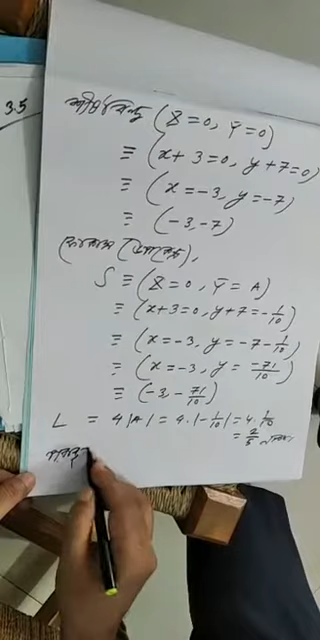 3.5
শীর্ষবিন্দু (X=0, Y=0)
≡ (x+3=0, y+7=0)
≡ (x=-3, y=-7)
≡ (-3,-7)
S ≡ (X=0, Y=A)
≡ (x+3=0, y+7=-1/10)
≡ (x=-3, y=-7-1/10)
≡ (x=-3, y=-71/10)
≡ (-3, -71/10)
L = 4|A| = 4.|-1/10| = 4.1/10
= 2/5 একক